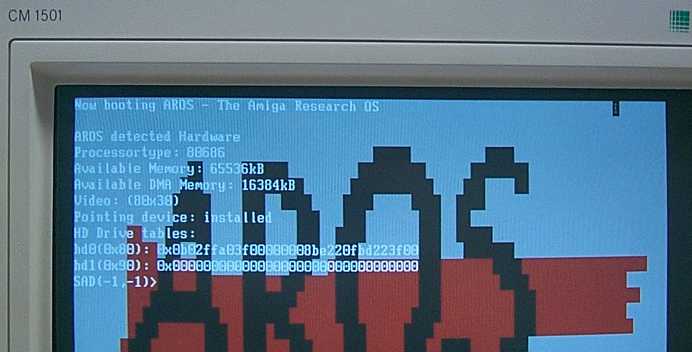 CM 1501
Now booting AROS - The Amiga Research OS
AROS detected Hardware
Processortype: 80686
Available Memory: 65536kB
Available DMA Memory: 16384kB
Video: (80x30)
Pointing device: installed
HD Drive tables:
hd0(0x80): 0x0b02ffa03f00000008be220fbd223f00
hd1(0x90): 0x00000000000000000000000000000000
SAD(-1,-1)>
AROS